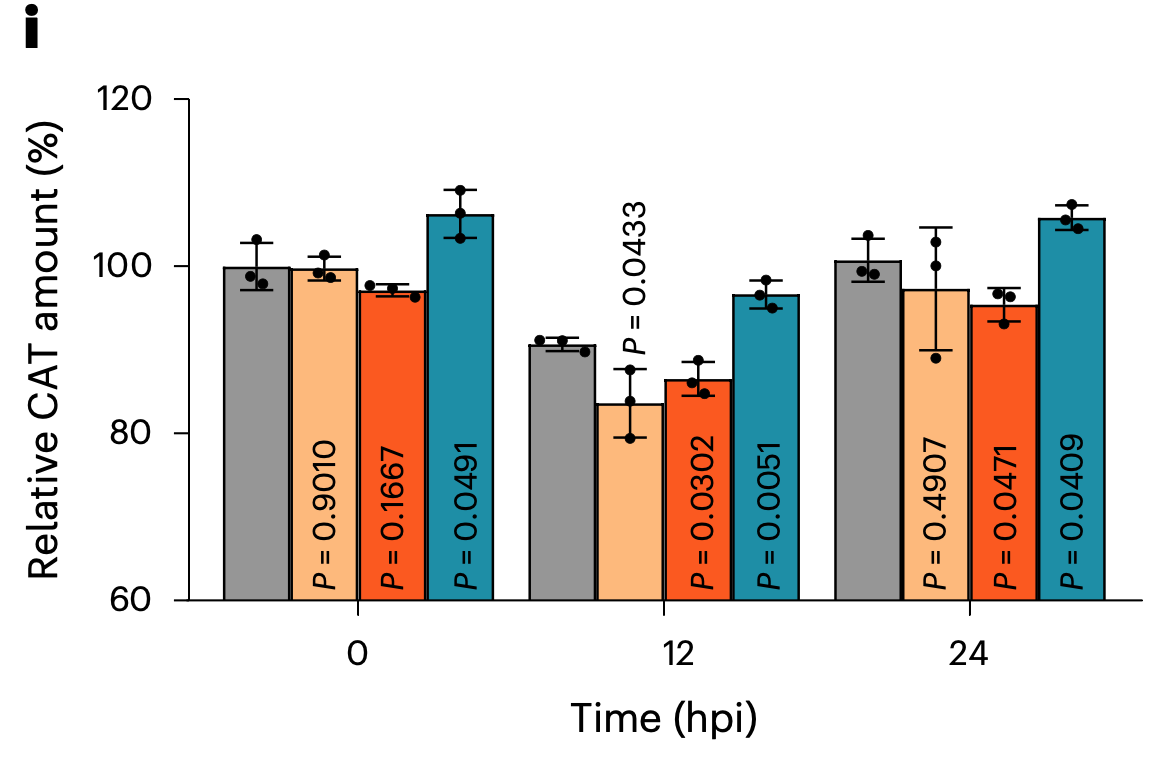 i
Relative CAT amount (%)
120
100
80
60
P = 0.9010
P = 0.1667
P = 0.0491
P = 0.0433
P = 0.0302
P = 0.0051
P = 0.4907
P = 0.0471
P = 0.0409
0
12
24
Time (hpi)